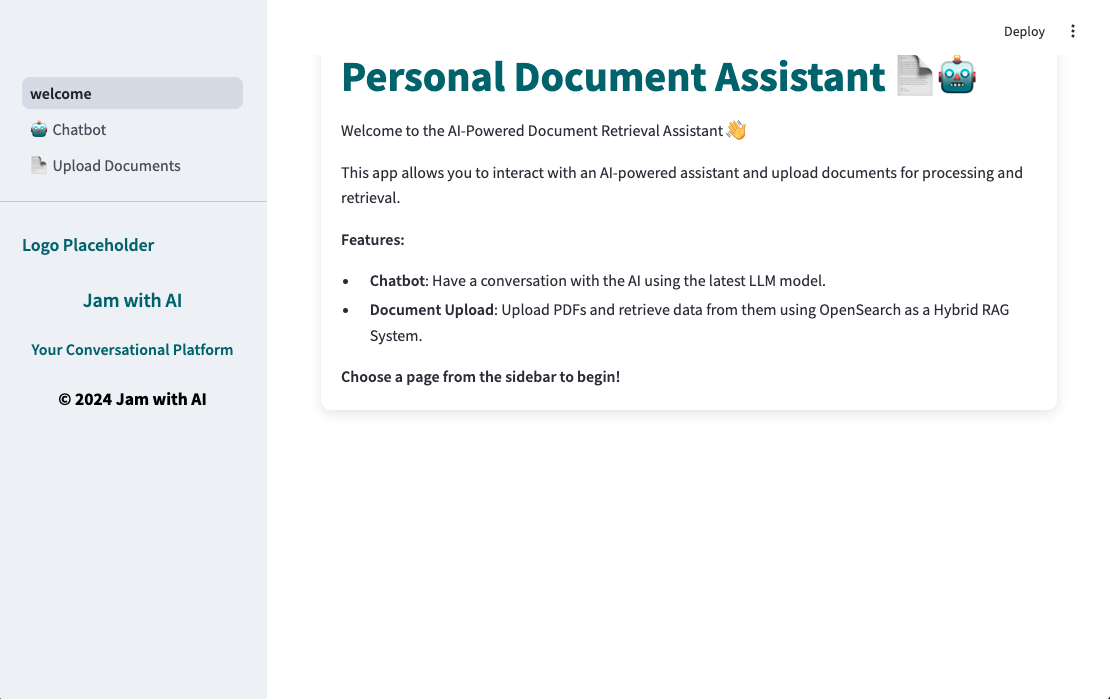 Deploy
welcome
Chatbot
Upload Documents
Logo Placeholder
Jam with AI
Your Conversational Platform
© 2024 Jam with AI
Personal Document Assistant
Welcome to the AI-Powered Document Retrieval Assistant👋
This app allows you to interact with an AI-powered assistant and upload documents for processing and
retrieval.
Features:
• Chatbot: Have a conversation with the AI using the latest LLM model.
• Document Upload: Upload PDFs and retrieve data from them using OpenSearch as a Hybrid RAG
System.
Choose a page from the sidebar to begin!